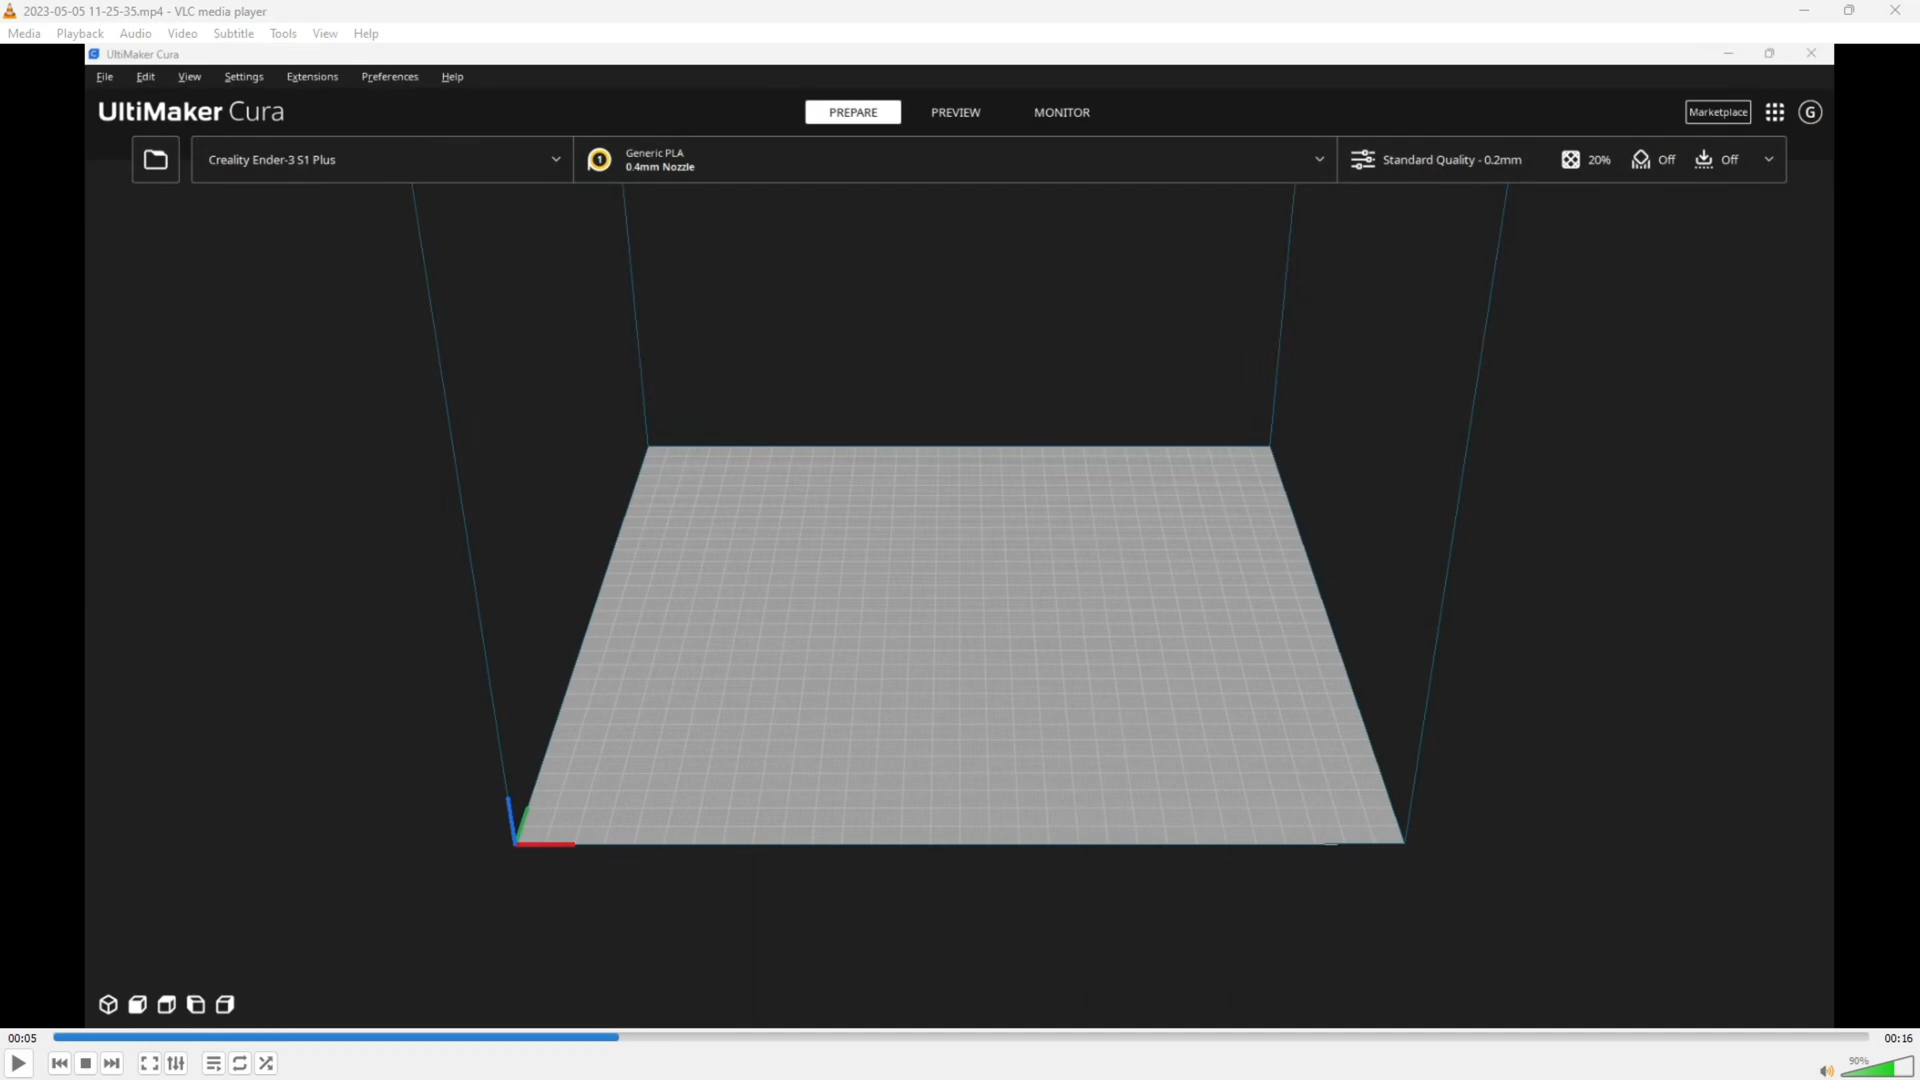 2023-05-05 11-25-35.mp4 - VLC media player
Media Playback Audio Video Subtitle Tools View Help
UltiMaker Cura
File Edit View Settings Extensions Preferences Help
UltiMaker Cura PREPARE PREVIEW MONITOR Marketplace G
Creality Ender-3 S1 Plus 1 Generic PLA
0.4mm Nozzle
Standard Quality - 0.2mm 20% Off Off
00:05 00:16
90%